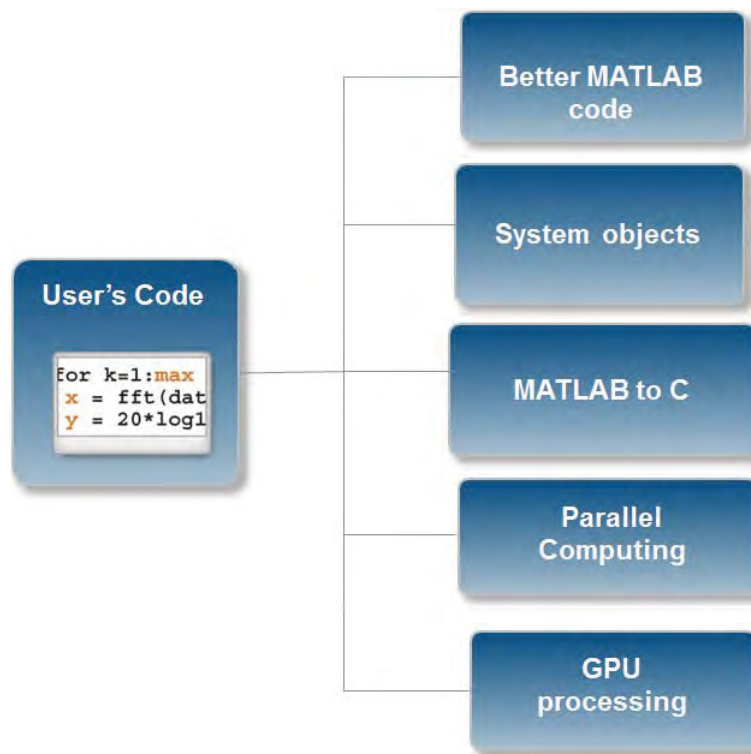 Better MATLAB
code
System objects
User's Code
for k=1:max
x = fft(dat
y = 20*log1
MATLAB to C
Parallel
Computing
GPU
processing